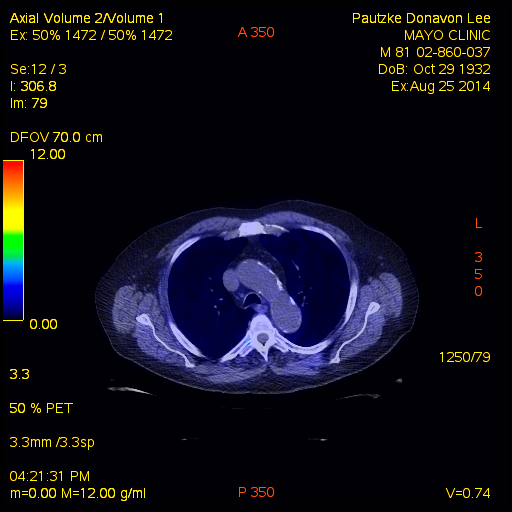 Axial Volume 2/Volume 1
Ex: 50% 1472 / 50% 1472
Se:12 / 3
I: 306.8
Im: 79
DFOV 70.0 cm
12.00
0.00
3.3
50 % PET
3.3mm /3.3sp
04:21:31 PM
m=0.00 M=12.00 g/ml
A 350
Pautzke Donavon Lee
MAYO CLINIC
M 81 02-860-037
DoB: Oct 29 1932
Ex:Aug 25 2014
L
3
5
0
1250/79
P 350
V=0.74